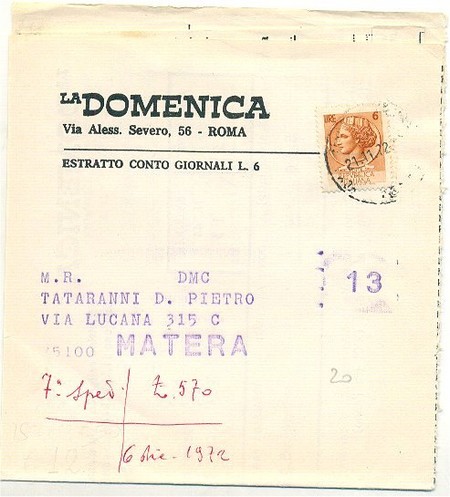 LA DOMENICA
Via Aless. Severo, 56 - ROMA
ESTRATTO CONTO GIORNALI L. 6
LIRE 6
M.R. DMC
TATARANNI D. PIETRO
VIA LUCANA 315 C
75100 MATERA
13
7ª Sped. £. 570
6 dic. 1972
20